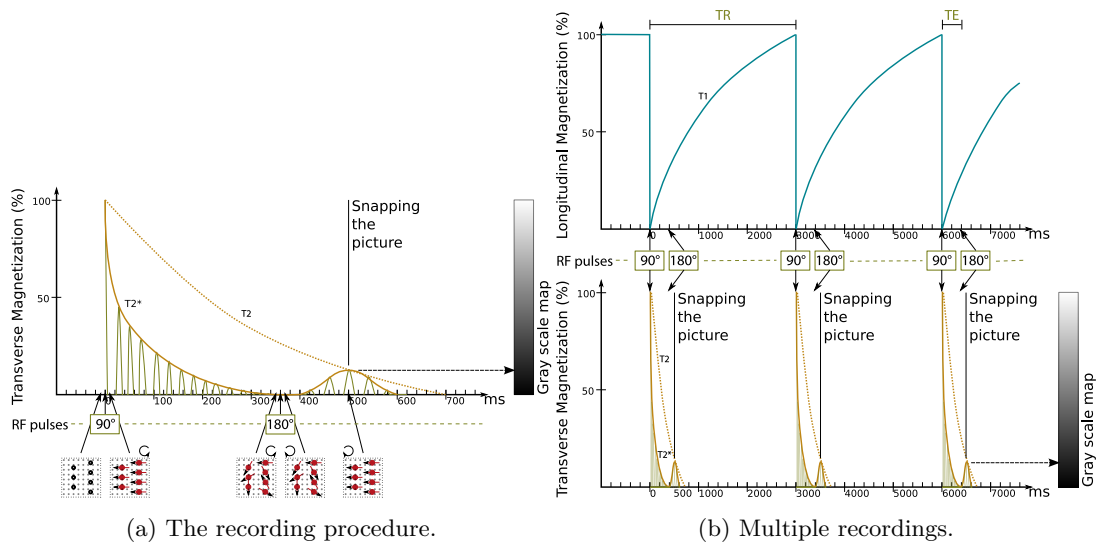 Transverse Magnetization (%)
100
50
T2*
T2
Snapping
the
picture
Gray scale map
0 100 200 300 400 500 600 700 ms
RF pulses 90° 180°
(a) The recording procedure.
TR TE
Longitudinal Magnetization (%)
100
50
T1
0 1000 2000 3000 4000 5000 6000 7000 ms
RF pulses 90° 180° 90° 180° 90° 180°
Transverse Magnetization (%)
100
50
T2
T2*
Snapping
the
picture
Snapping
the
picture
Snapping
the
picture
Gray scale map
0 500 1000 2000 3000 4000 5000 6000 7000 ms
(b) Multiple recordings.